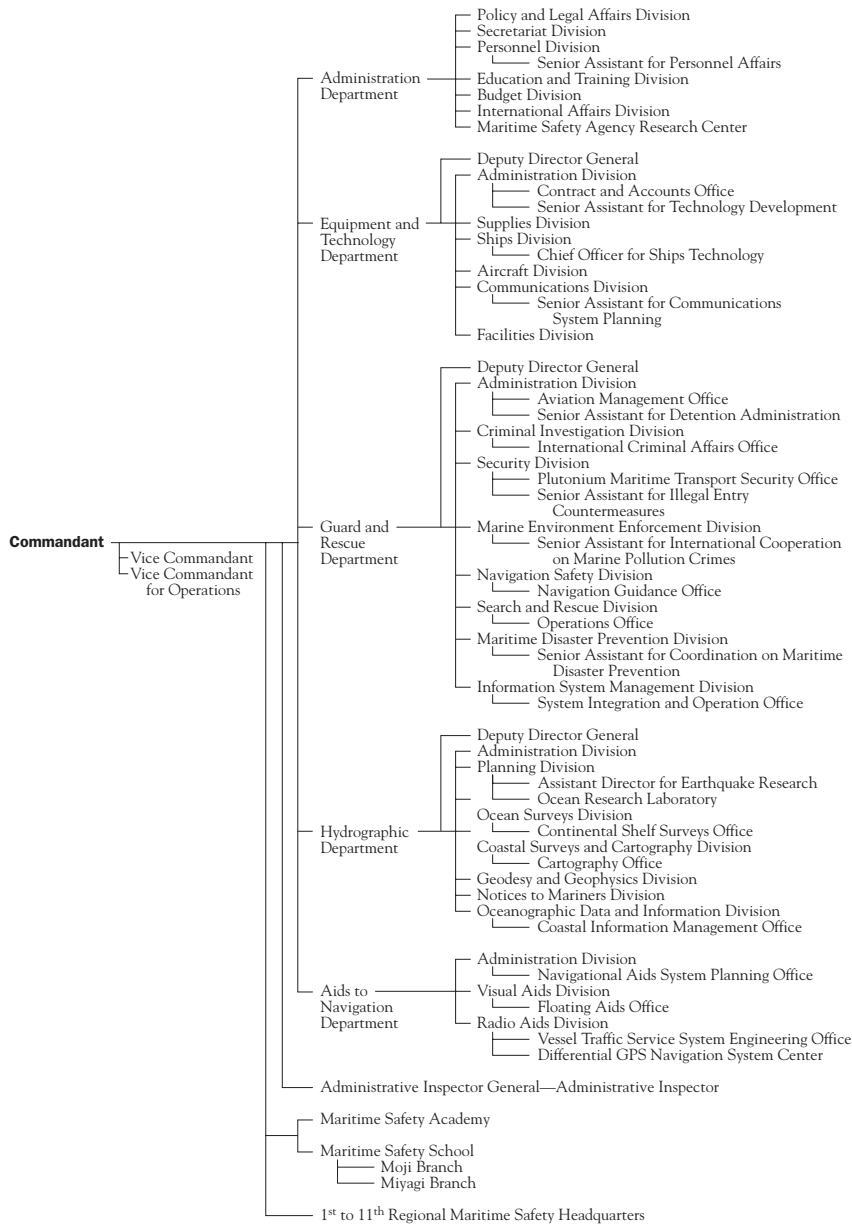 Policy and Legal Affairs Division
Secretariat Division
Personnel Division
Senior Assistant for Personnel Affairs
Administration
Department
Education and Training Division
Budget Division
International Affairs Division
Maritime Safety Agency Research Center
Deputy Director General
Administration Division
Contract and Accounts Office
Senior Assistant for Technology Development
Equipment and
Technology
Department
Supplies Division
Ships Division
Chief Officer for Ships Technology
Aircraft Division
Communications Division
Senior Assistant for Communications
System Planning
Facilities Division
Deputy Director General
Administration Division
Aviation Management Office
Senior Assistant for Detention Administration
Criminal Investigation Division
International Criminal Affairs Office
Security Division
Plutonium Maritime Transport Security Office
Senior Assistant for Illegal Entry
Countermeasures
Commandant
Vice Commandant
Vice Commandant
for Operations
Guard and
Rescue
Department
Marine Environment Enforcement Division
Senior Assistant for International Cooperation
on Marine Pollution Crimes
Navigation Safety Division
Navigation Guidance Office
Search and Rescue Division
Operations Office
Maritime Disaster Prevention Division
Senior Assistant for Coordination on Maritime
Disaster Prevention
Information System Management Division
System Integration and Operation Office
Deputy Director General
Administration Division
Planning Division
Assistant Director for Earthquake Research
Ocean Research Laboratory
Hydrographic
Department
Ocean Surveys Division
Continental Shelf Surveys Office
Coastal Surveys and Cartography Division
Cartography Office
Geodesy and Geophysics Division
Notices to Mariners Division
Oceanographic Data and Information Division
Coastal Information Management Office
Administration Division
Navigational Aids System Planning Office
Aids to
Navigation
Department
Visual Aids Division
Floating Aids Office
Radio Aids Division
Vessel Traffic Service System Engineering Office
Differential GPS Navigation System Center
Administrative Inspector General—Administrative Inspector
Maritime Safety Academy
Maritime Safety School
Moji Branch
Miyagi Branch
1st to 11th Regional Maritime Safety Headquarters